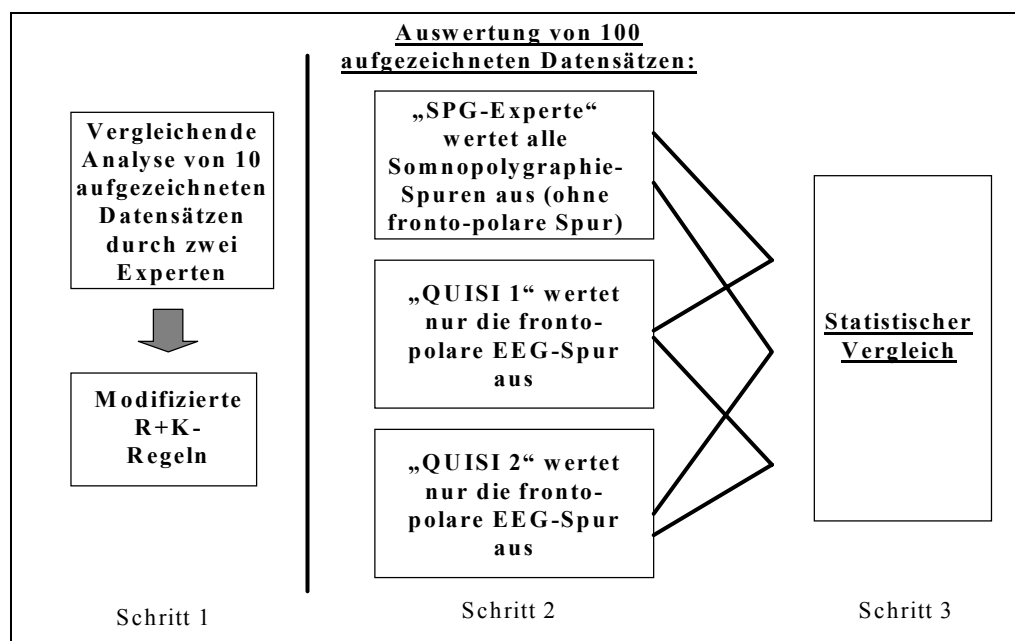 Auswertung von 100
aufgezeichneten Datensätzen:
Vergleichende
Analyse von 10
aufgezeichneten
Datensätzen
durch zwei
Experten
Modifizierte
R+K-
Regeln
„SPG-Experte“
wertet alle
Somnopolygraphie-
Spuren aus (ohne
fronto-polare Spur)
„QUISI 1“ wertet
nur die fronto-
polare EEG-Spur
aus
„QUISI 2“ wertet
nur die fronto-
polare EEG-Spur
aus
Statistischer
Vergleich
Schritt 1
Schritt 2
Schritt 3